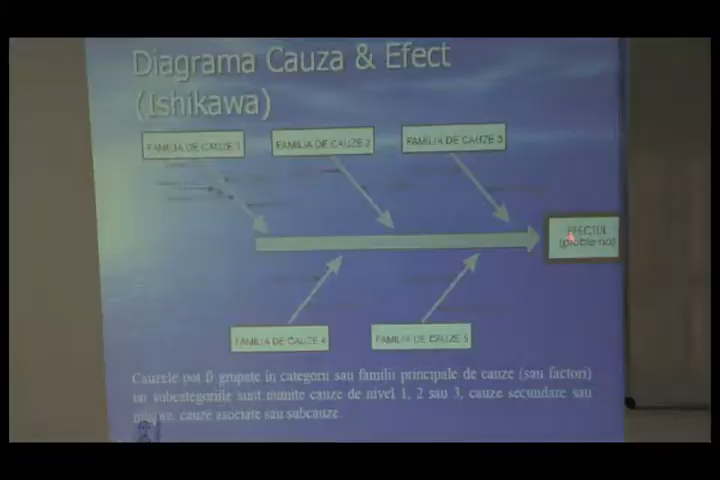 Diagrama Cauza & Efect
(Ishikawa)
FAMILIA DE CAUZE 1
FAMILIA DE CAUZE 2
FAMILIA DE CAUZE 3
EFECTUL
(problema)
FAMILIA DE CAUZE 4
FAMILIA DE CAUZE 5
Cauzele pot fi grupate in categorii sau familii principale de cauze (sau factori)
iar subcategoriile sunt numite cauze de nivel 1, 2 sau 3, cauze secundare sau
minore, cauze asociate sau subcauze.